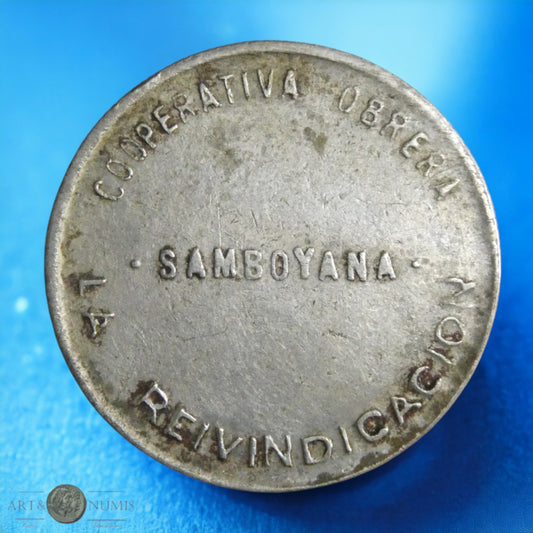 COOPERATIVA OBRERA
· SAMBOYANA ·
LA REIVINDICACION
ART& NUMIS